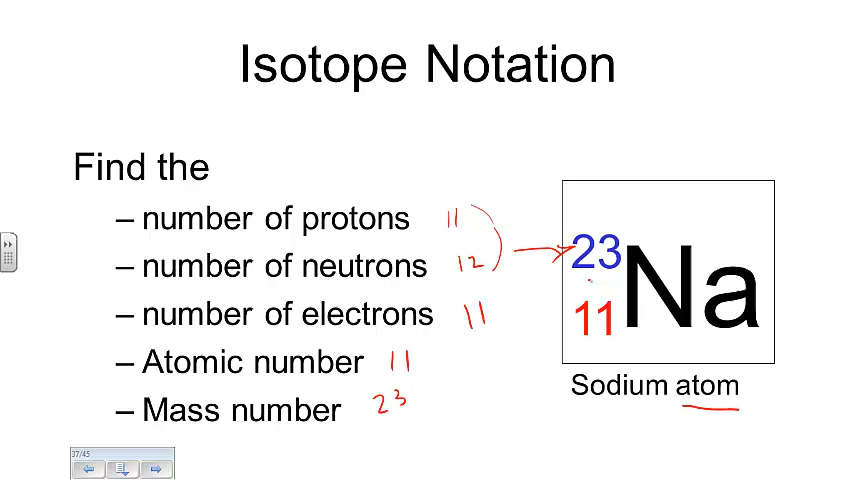 Isotope Notation
Find the
– number of protons 11
– number of neutrons 12
– number of electrons 11
– Atomic number 11
– Mass number 23
23
11
Na
Sodium atom
37/45